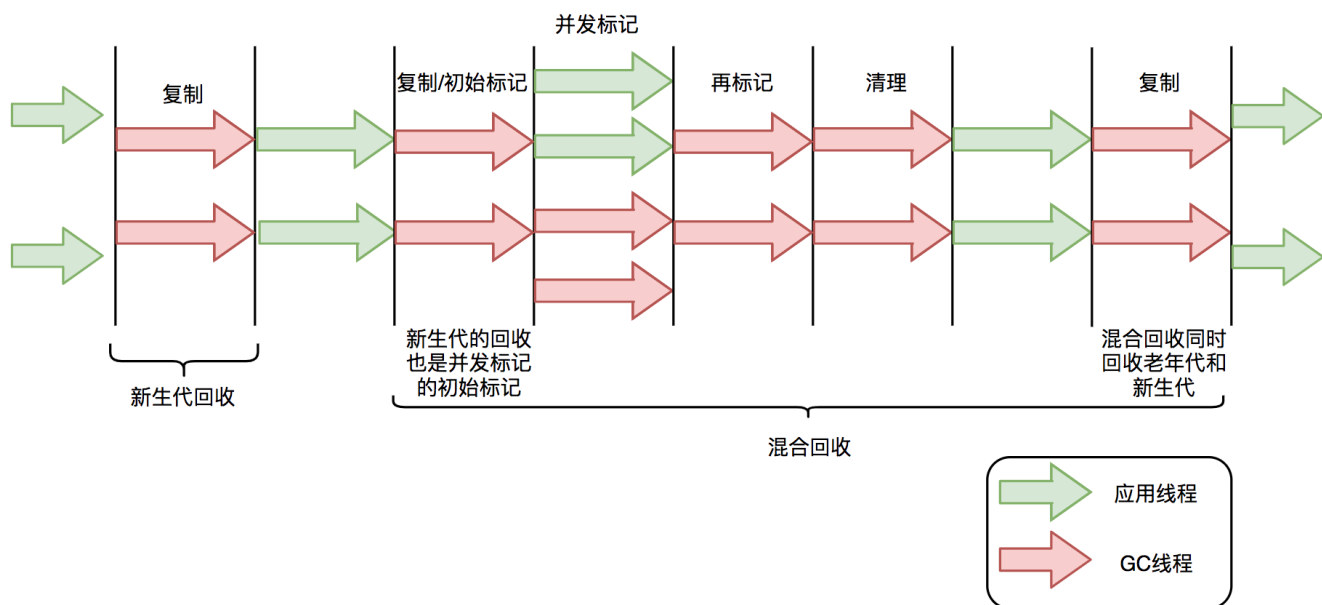 并发标记
复制
复制/初始标记
再标记
清理
复制
新生代的回收
也是并发标记
的初始标记
混合回收同时
回收老年代和
新生代
新生代回收
混合回收
应用线程
GC线程